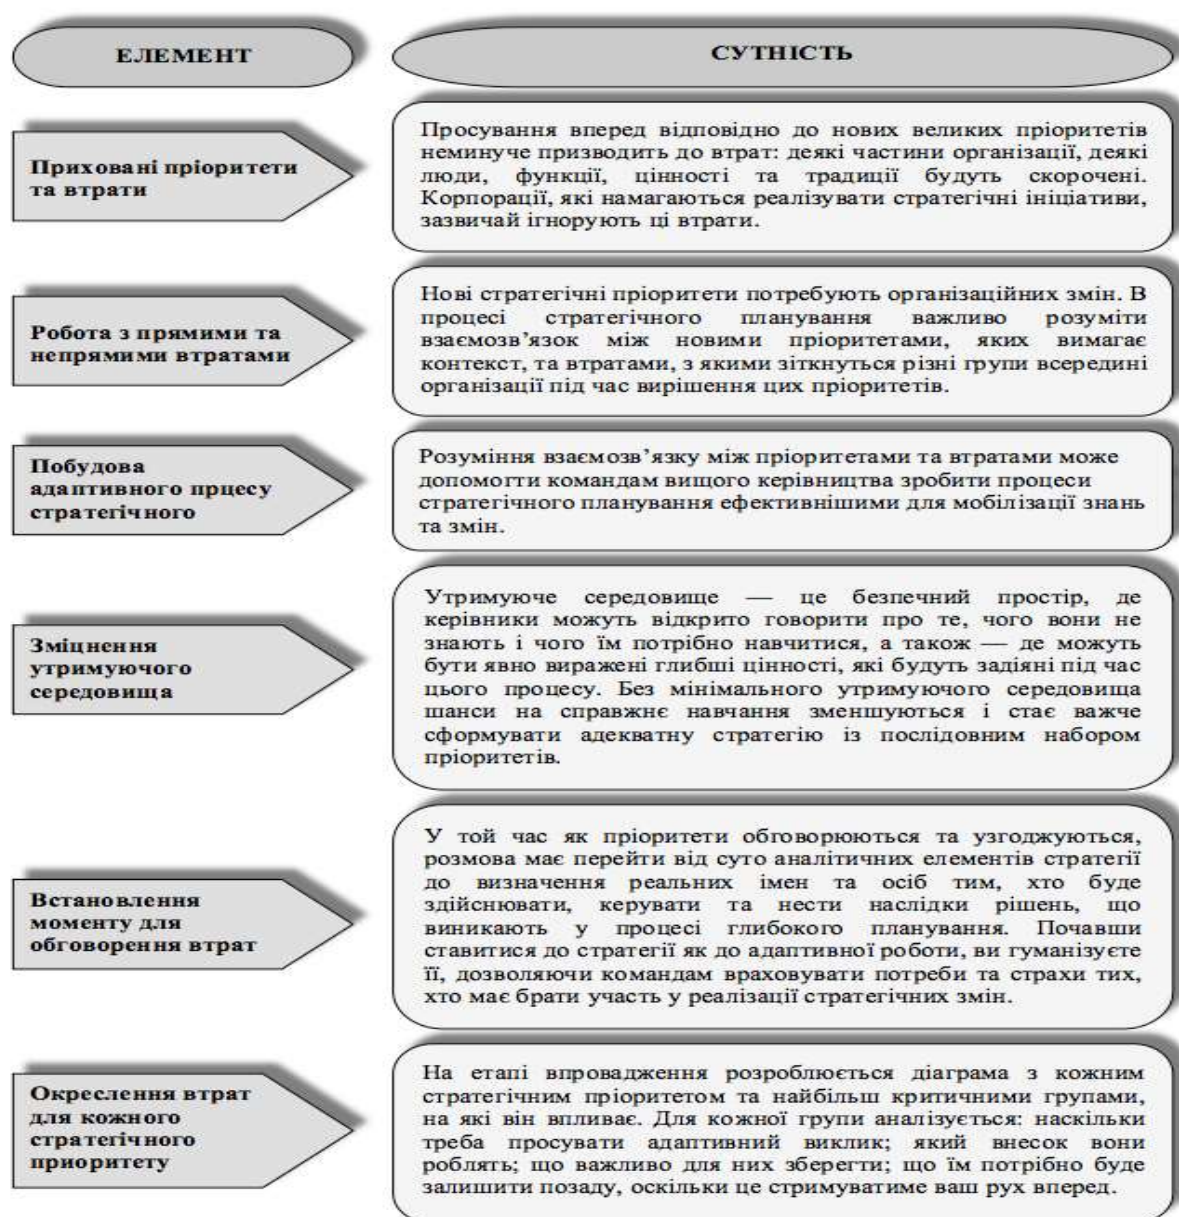 ЕЛЕМЕНТ
СУТНІСТЬ
Приховані пріоритети
та втрати
Просування вперед відповідно до нових великих пріоритетів
неминуче призводить до втрат: деякі частини організації, деякі
люди, функції, цінності та традиції будуть скорочені.
Корпорації, які намагаються реалізувати стратегічні ініціативи,
зазвичай ігнорують ці втрати.
Робота з прямими та
непрямими втратами
Нові стратегічні пріоритети потребують організаційних змін. В
процесі стратегічного планування важливо розуміти
взаємозв’язок між новими пріоритетами, яких вимагає
контекст, та втратами, з якими зіткнуться різні групи всередині
організації під час вирішення цих пріоритетів.
Побудова
адаптивного прцесу
стратегічного
Розуміння взаємозв’язку між пріоритетами та втратами може
допомогти командам вищого керівництва зробити процеси
стратегічного планування ефективнішими для мобілізації знань
та змін.
Зміцнення
утримуючого
середовища
Утримуюче середовище — це безпечний простір, де
керівники можуть відкрито говорити про те, чого вони не
знають і чого їм потрібно навчитися, а також — де можуть
бути явно виражені глибші цінності, які будуть задіяні під час
цього процесу. Без мінімального утримуючого середовища
шанси на справжнє навчання зменшуються і стає важче
сформувати адекватну стратегію із послідовним набором
пріоритетів.
Встановлення
моменту для
обговорення втрат
У той час як пріоритети обговорюються та узгоджуються,
розмова має перейти від суто аналітичних елементів стратегії
до визначення реальних імен та осіб тим, хто буде
здійснювати, керувати та нести наслідки рішень, що
виникають у процесі глибокого планування. Почавши
ставитися до стратегії як до адаптивної роботи, ви гуманізуєте
її, дозволяючи командам враховувати потреби та страхи тих,
хто має брати участь у реалізації стратегічних змін.
Окреслення втрат
для кожного
стратегічного
приоритету
На етапі впровадження розроблюється діаграма з кожним
стратегічним пріоритетом та найбільш критичними групами,
на які він впливає. Для кожної групи аналізується: наскільки
треба просувати адаптивний виклик; який внесок вони
роблять; що важливо для них зберегти; що їм потрібно буде
залишити позаду, оскільки це стримуватиме ваш рух вперед.